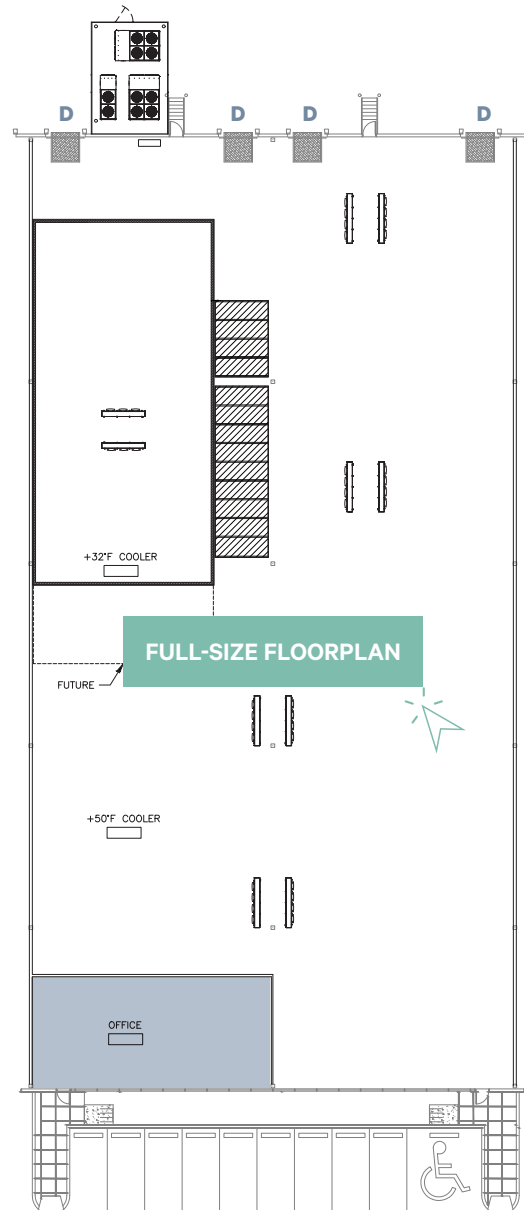 D
D
D
D
+32°F COOLER
FULL-SIZE FLOORPLAN
FUTURE
+50°F COOLER
OFFICE